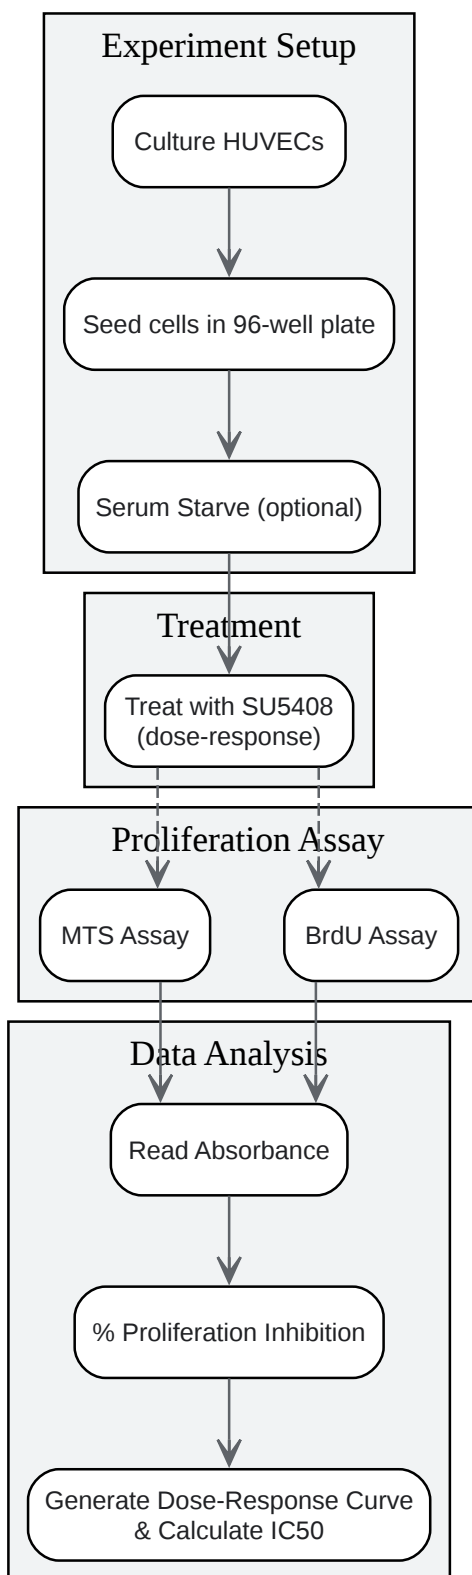 Experiment Setup
Culture HUVECs
Seed cells in 96-well plate
Serum Starve (optional)
Treatment
Treat with SU5408
(dose-response)
Proliferation Assay
MTS Assay
BrdU Assay
Data Analysis
Read Absorbance
% Proliferation Inhibition
Generate Dose-Response Curve
& Calculate IC50